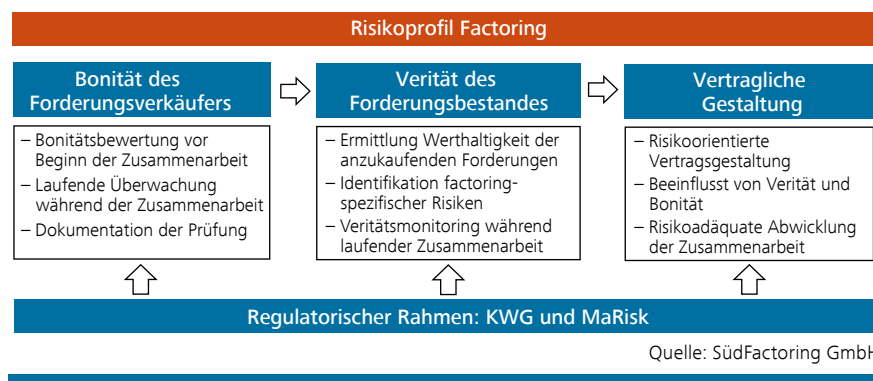 Risikoprofil Factoring
Bonität des
Forderungsverkäufers
– Bonitätsbewertung vor
Beginn der Zusammenarbeit
– Laufende Überwachung
während der Zusammenarbeit
– Dokumentation der Prüfung
Verität des
Forderungsbestandes
– Ermittlung Werthaltigkeit der
anzukaufenden Forderungen
– Identifikation factoring-
spezifischer Risiken
– Veritätsmonitoring während
laufender Zusammenarbeit
Vertragliche
Gestaltung
– Risikoorientierte
Vertragsgestaltung
– Beeinflusst von Verität und
Bonität
– Risikoadäquate Abwicklung
der Zusammenarbeit
Regulatorischer Rahmen: KWG und MaRisk
Quelle: SüdFactoring GmbH